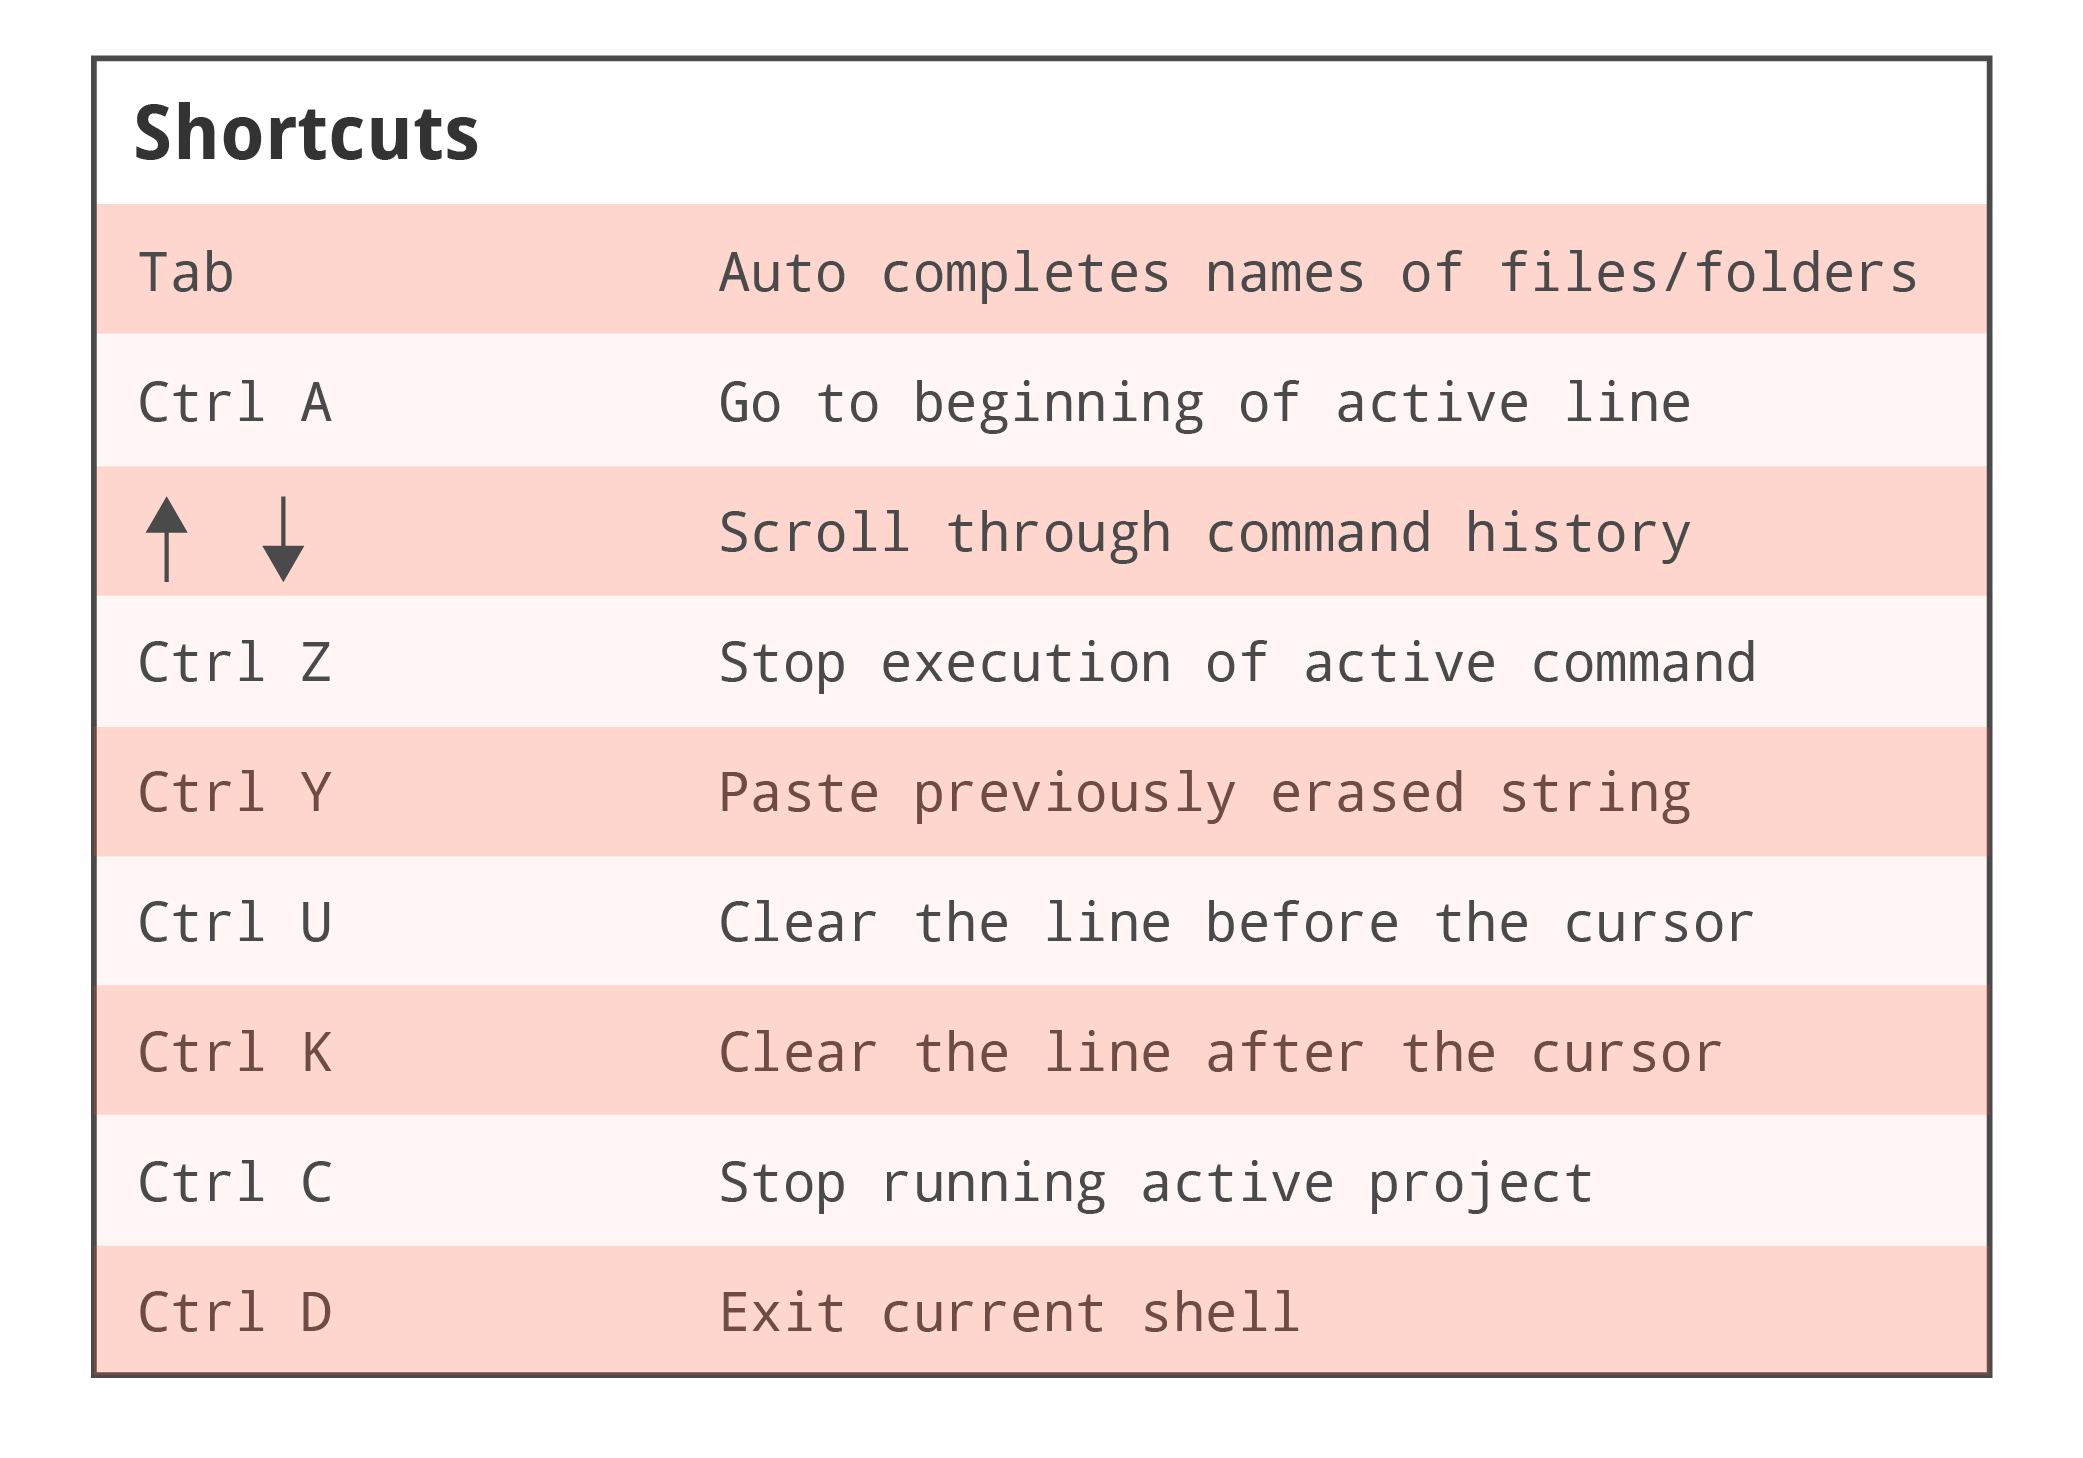 Shortcuts
Tab Auto completes names of files/folders
Ctrl A Go to beginning of active line
↑ ↓ Scroll through command history
Ctrl Z Stop execution of active command
Ctrl Y Paste previously erased string
Ctrl U Clear the line before the cursor
Ctrl K Clear the line after the cursor
Ctrl C Stop running active project
Ctrl D Exit current shell